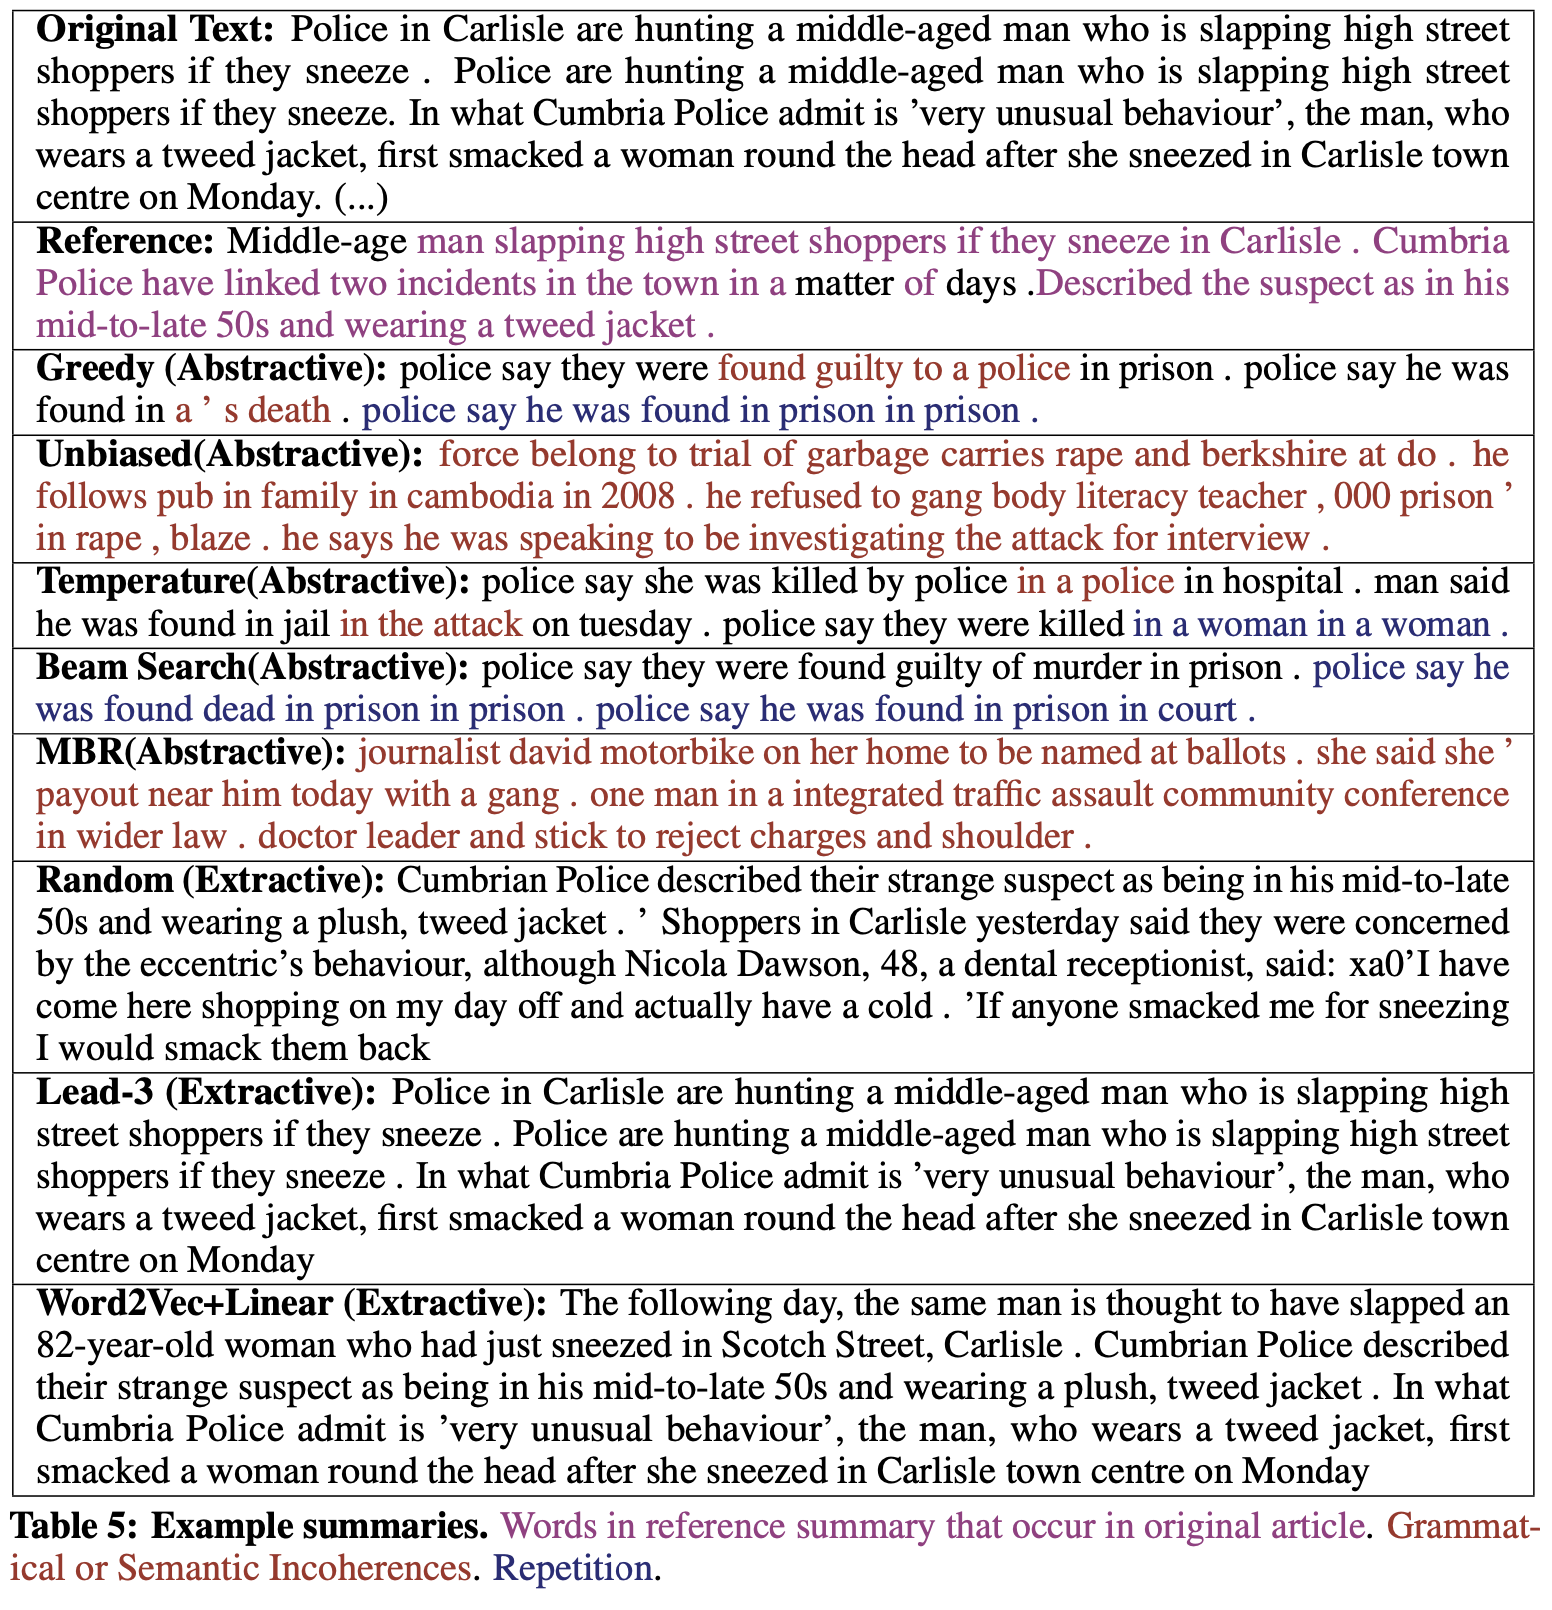 Original Text: Police in Carlisle are hunting a middle-aged man who is slapping high street
shoppers if they sneeze . Police are hunting a middle-aged man who is slapping high street
shoppers if they sneeze. In what Cumbria Police admit is ’very unusual behaviour’, the man, who
wears a tweed jacket, first smacked a woman round the head after she sneezed in Carlisle town
centre on Monday. (...)
Reference: Middle-age man slapping high street shoppers if they sneeze in Carlisle . Cumbria
Police have linked two incidents in the town in a matter of days .Described the suspect as in his
mid-to-late 50s and wearing a tweed jacket .
Greedy (Abstractive): police say they were found guilty to a police in prison . police say he was
found in a ’ s death . police say he was found in prison in prison .
Unbiased(Abstractive): force belong to trial of garbage carries rape and berkshire at do . he
follows pub in family in cambodia in 2008 . he refused to gang body literacy teacher , 000 prison ’
in rape , blaze . he says he was speaking to be investigating the attack for interview .
Temperature(Abstractive): police say she was killed by police in a police in hospital . man said
he was found in jail in the attack on tuesday . police say they were killed in a woman in a woman .
Beam Search(Abstractive): police say they were found guilty of murder in prison . police say he
was found dead in prison in prison . police say he was found in prison in court .
MBR(Abstractive): journalist david motorbike on her home to be named at ballots . she said she ’
payout near him today with a gang . one man in a integrated traffic assault community conference
in wider law . doctor leader and stick to reject charges and shoulder .
Random (Extractive): Cumbrian Police described their strange suspect as being in his mid-to-late
50s and wearing a plush, tweed jacket . ’ Shoppers in Carlisle yesterday said they were concerned
by the eccentric’s behaviour, although Nicola Dawson, 48, a dental receptionist, said: xa0’I have
come here shopping on my day off and actually have a cold . ’If anyone smacked me for sneezing
I would smack them back
Lead-3 (Extractive): Police in Carlisle are hunting a middle-aged man who is slapping high
street shoppers if they sneeze . Police are hunting a middle-aged man who is slapping high street
shoppers if they sneeze . In what Cumbria Police admit is ’very unusual behaviour’, the man, who
wears a tweed jacket, first smacked a woman round the head after she sneezed in Carlisle town
centre on Monday
Word2Vec+Linear (Extractive): The following day, the same man is thought to have slapped an
82-year-old woman who had just sneezed in Scotch Street, Carlisle . Cumbrian Police described
their strange suspect as being in his mid-to-late 50s and wearing a plush, tweed jacket . In what
Cumbria Police admit is ’very unusual behaviour’, the man, who wears a tweed jacket, first
smacked a woman round the head after she sneezed in Carlisle town centre on Monday
Table 5: Example summaries. Words in reference summary that occur in original article. Grammat-
ical or Semantic Incoherences. Repetition.